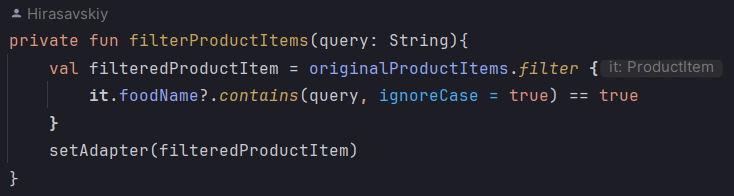 Hirasavskiy
private fun filterProductItems(query: String){
    val filteredProductItem = originalProductItems.filter { it: ProductItem
        it.foodName?.contains(query, ignoreCase = true) == true
    }
    setAdapter(filteredProductItem)
}